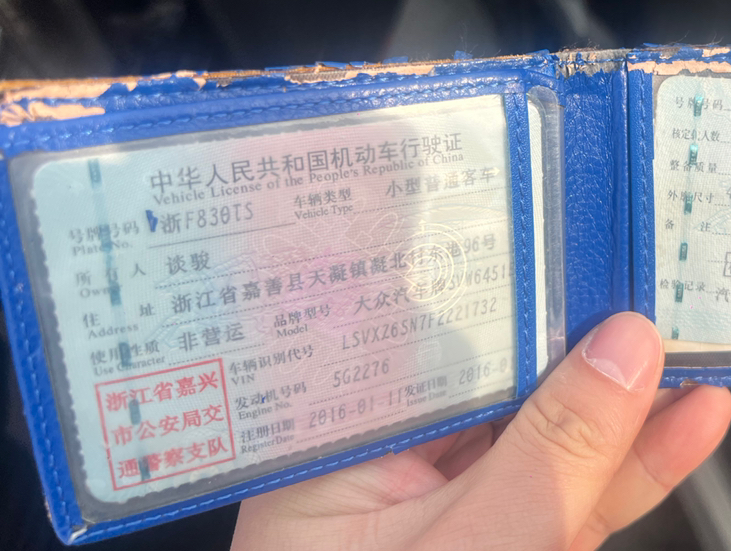 中华人民共和国机动车行驶证
Vehicle License of the People's Republic of China
号牌号码 浙F830TS 车辆类型 小型普通客车
Plate No. Vehicle Type
所有人 谈骏
Owner
住址 浙江省嘉善县天凝镇凝北村东池96号
Address
使用性质 非营运 品牌型号 大众汽车牌SVW6451
Use Character Model
车辆识别代号 LSVXZ6SN7F2221732
VIN
发动机号码 5G2276
Engine No.
注册日期 2016-01-11 发证日期 2016-01
Register Date Issue Date
浙江省嘉兴
市公安局交
通警察支队
号牌号码
核定载人数
整备质量
外廓尺寸
备注
检验记录